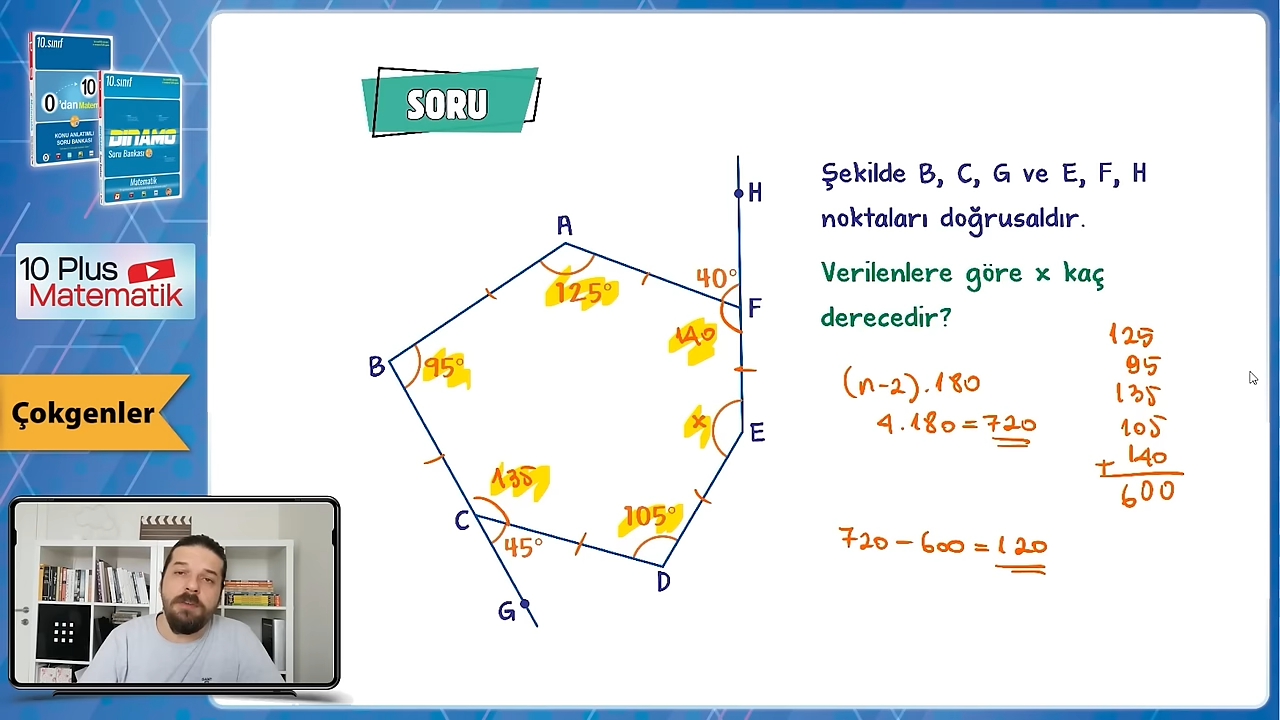 10.sınıf
0'dan 10
Matem
KONU ANLATIMLI
SORU BANKASI
10.sınıf
DİNAMO
Soru Bankası
Matematik
10 Plus
Matematik
Çokgenler
SORU
Şekilde B, C, G ve E, F, H
noktaları doğrusaldır.
Verilenlere göre x kaç
derecedir?
H
A
40°
125°
F
140
B
95°
x
E
135
105°
C
45°
D
G
(n-2).180
4.180=720
125
95
135
105
+ 140
600
720-600=120